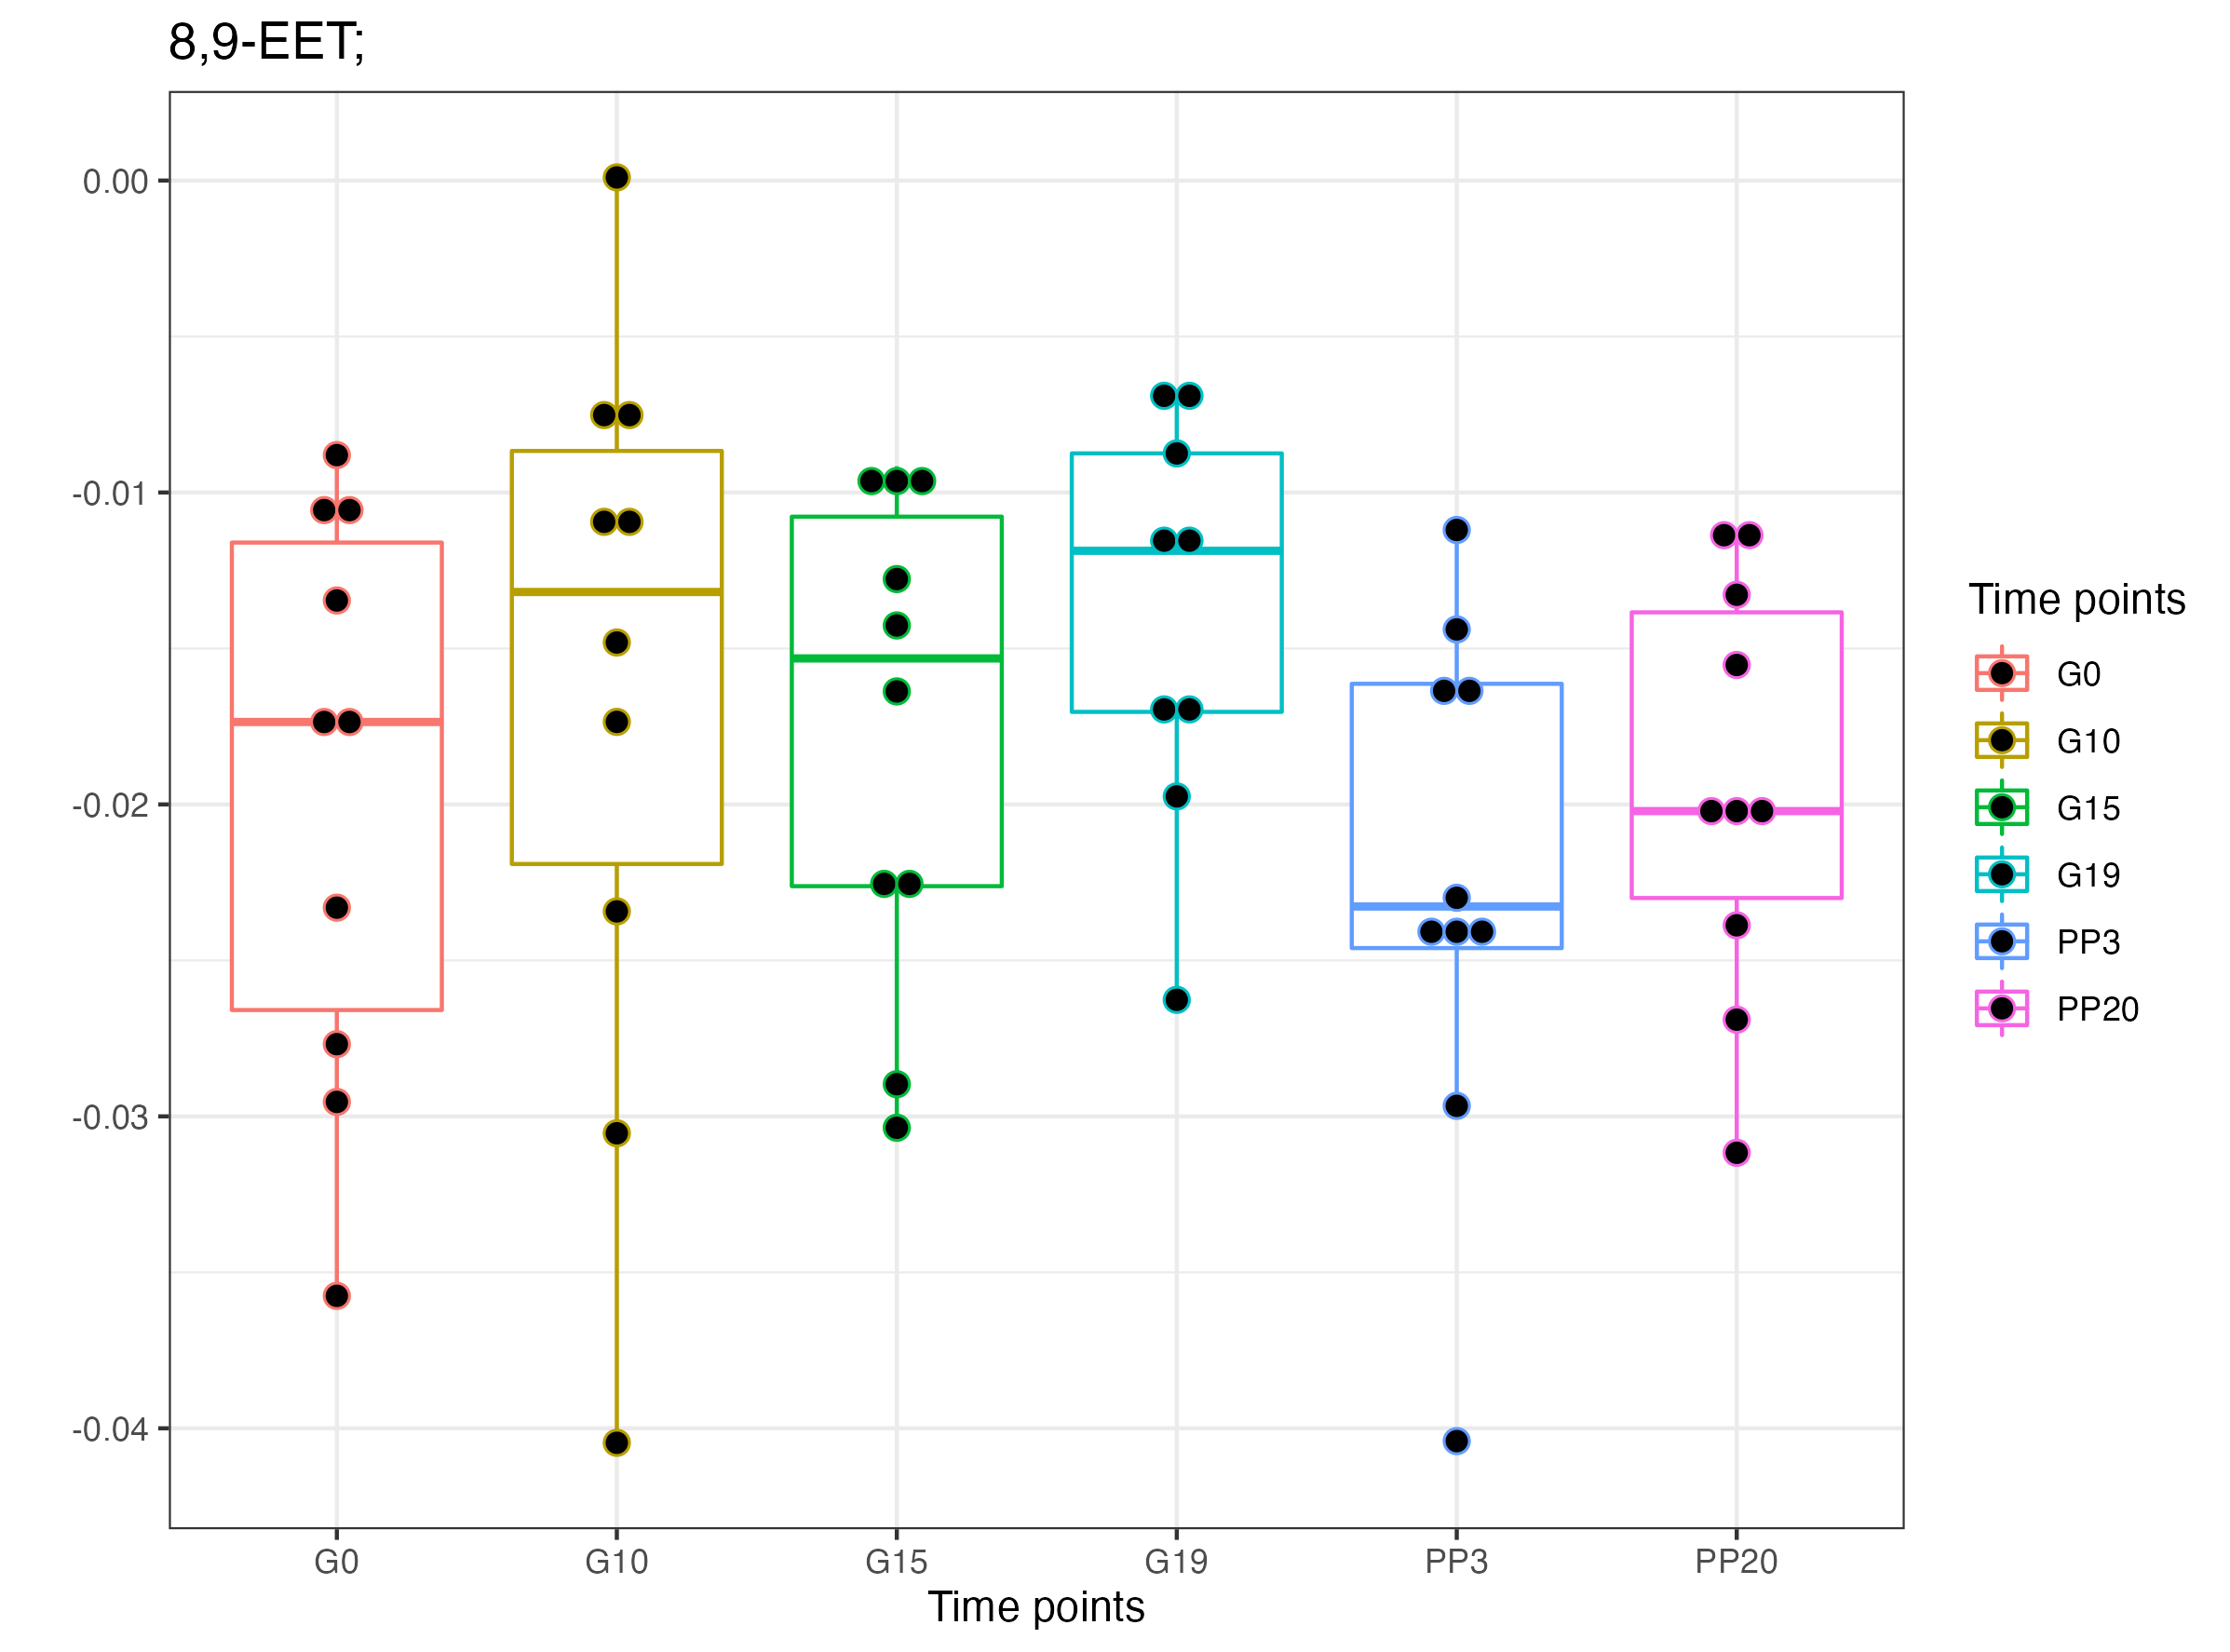 8,9-EET;
0.00
-0.01
-0.02
-0.03
-0.04
G0 G10 G15 G19 PP3 PP20
Time points
Time points
G0
G10
G15
G19
PP3
PP20